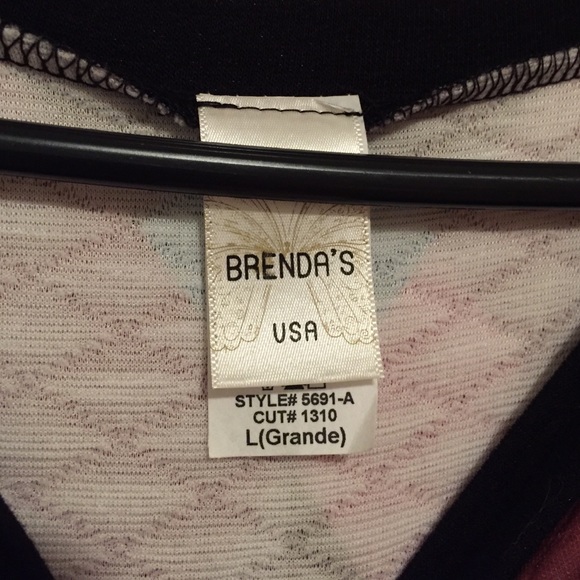 BRENDA'S
USA
STYLE# 5691-A
CUT# 1310
L(Grande)